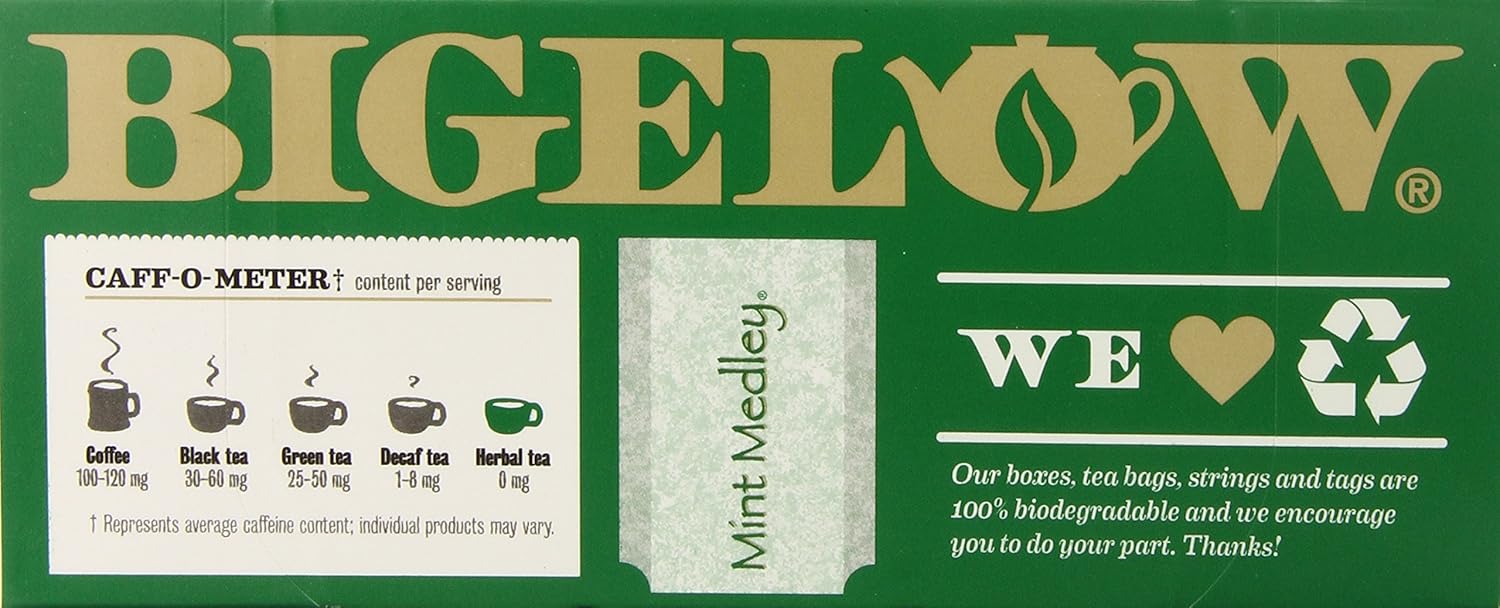 BIGELOW®
CAFF-O-METER† content per serving
Coffee
100-120 mg
Black tea
30-60 mg
Green tea
25-50 mg
Decaf tea
1-8 mg
Herbal tea
0 mg
† Represents average caffeine content; individual products may vary.
Mint Medley®
WE
Our boxes, tea bags, strings and tags are
100% biodegradable and we encourage
you to do your part. Thanks!